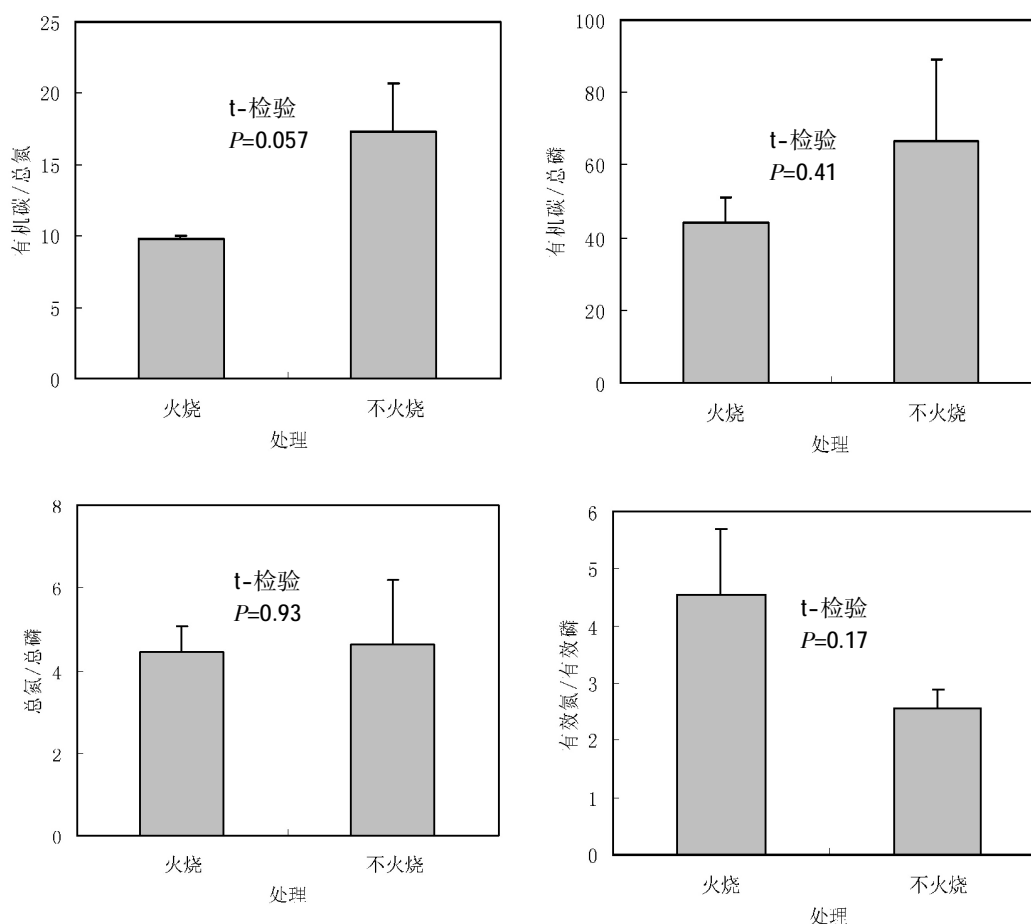 有机碳/总氮
25
20
15
10
5
0
t-检验
P=0.057
火烧
不火烧
处理
有机碳/总磷
100
80
60
40
20
0
t-检验
P=0.41
火烧
不火烧
处理
总氮/总磷
8
6
4
2
0
t-检验
P=0.93
火烧
不火烧
处理
有效氮/有效磷
6
5
4
3
2
1
0
t-检验
P=0.17
火烧
不火烧
处理